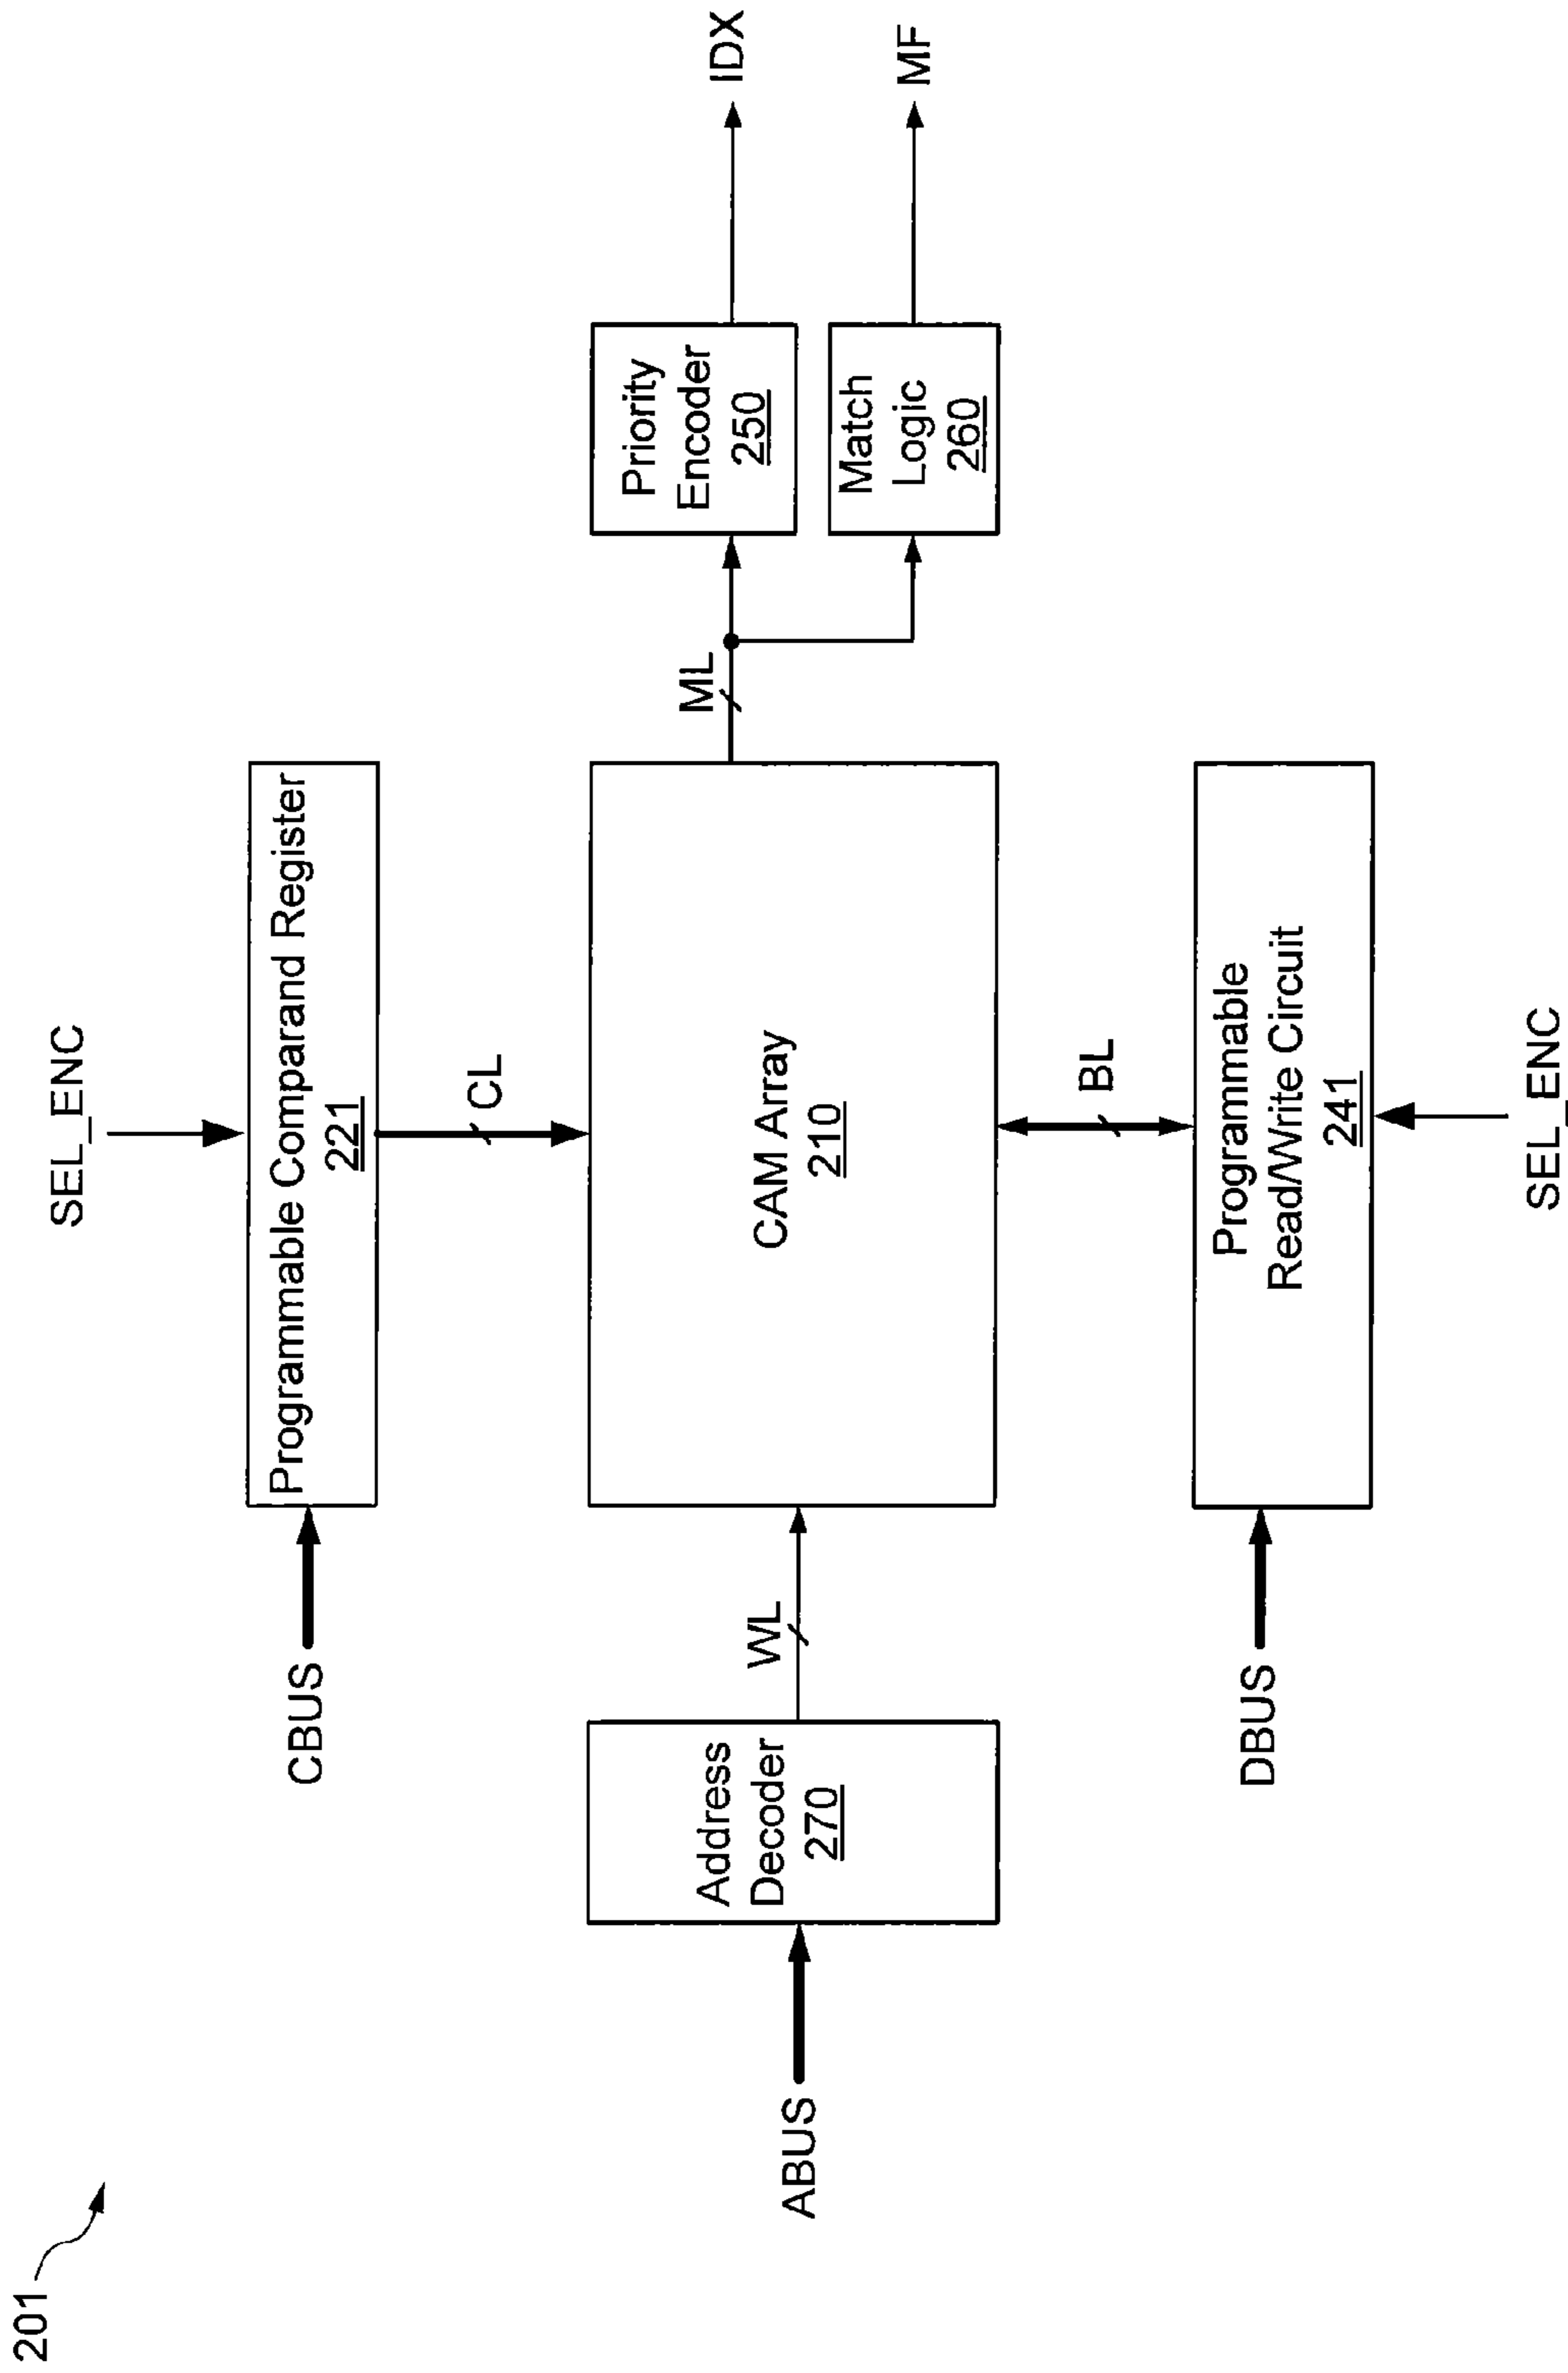 201
SEL_ENC
CBUS
Programmable Comparand Register
221
CL
ABUS
Address
Decoder
270
WL
CAM Array
210
ML
Priority
Encoder
250
IDX
Match
Logic
260
MF
BL
DBUS
Programmable
Read/Write Circuit
241
SEL_ENC